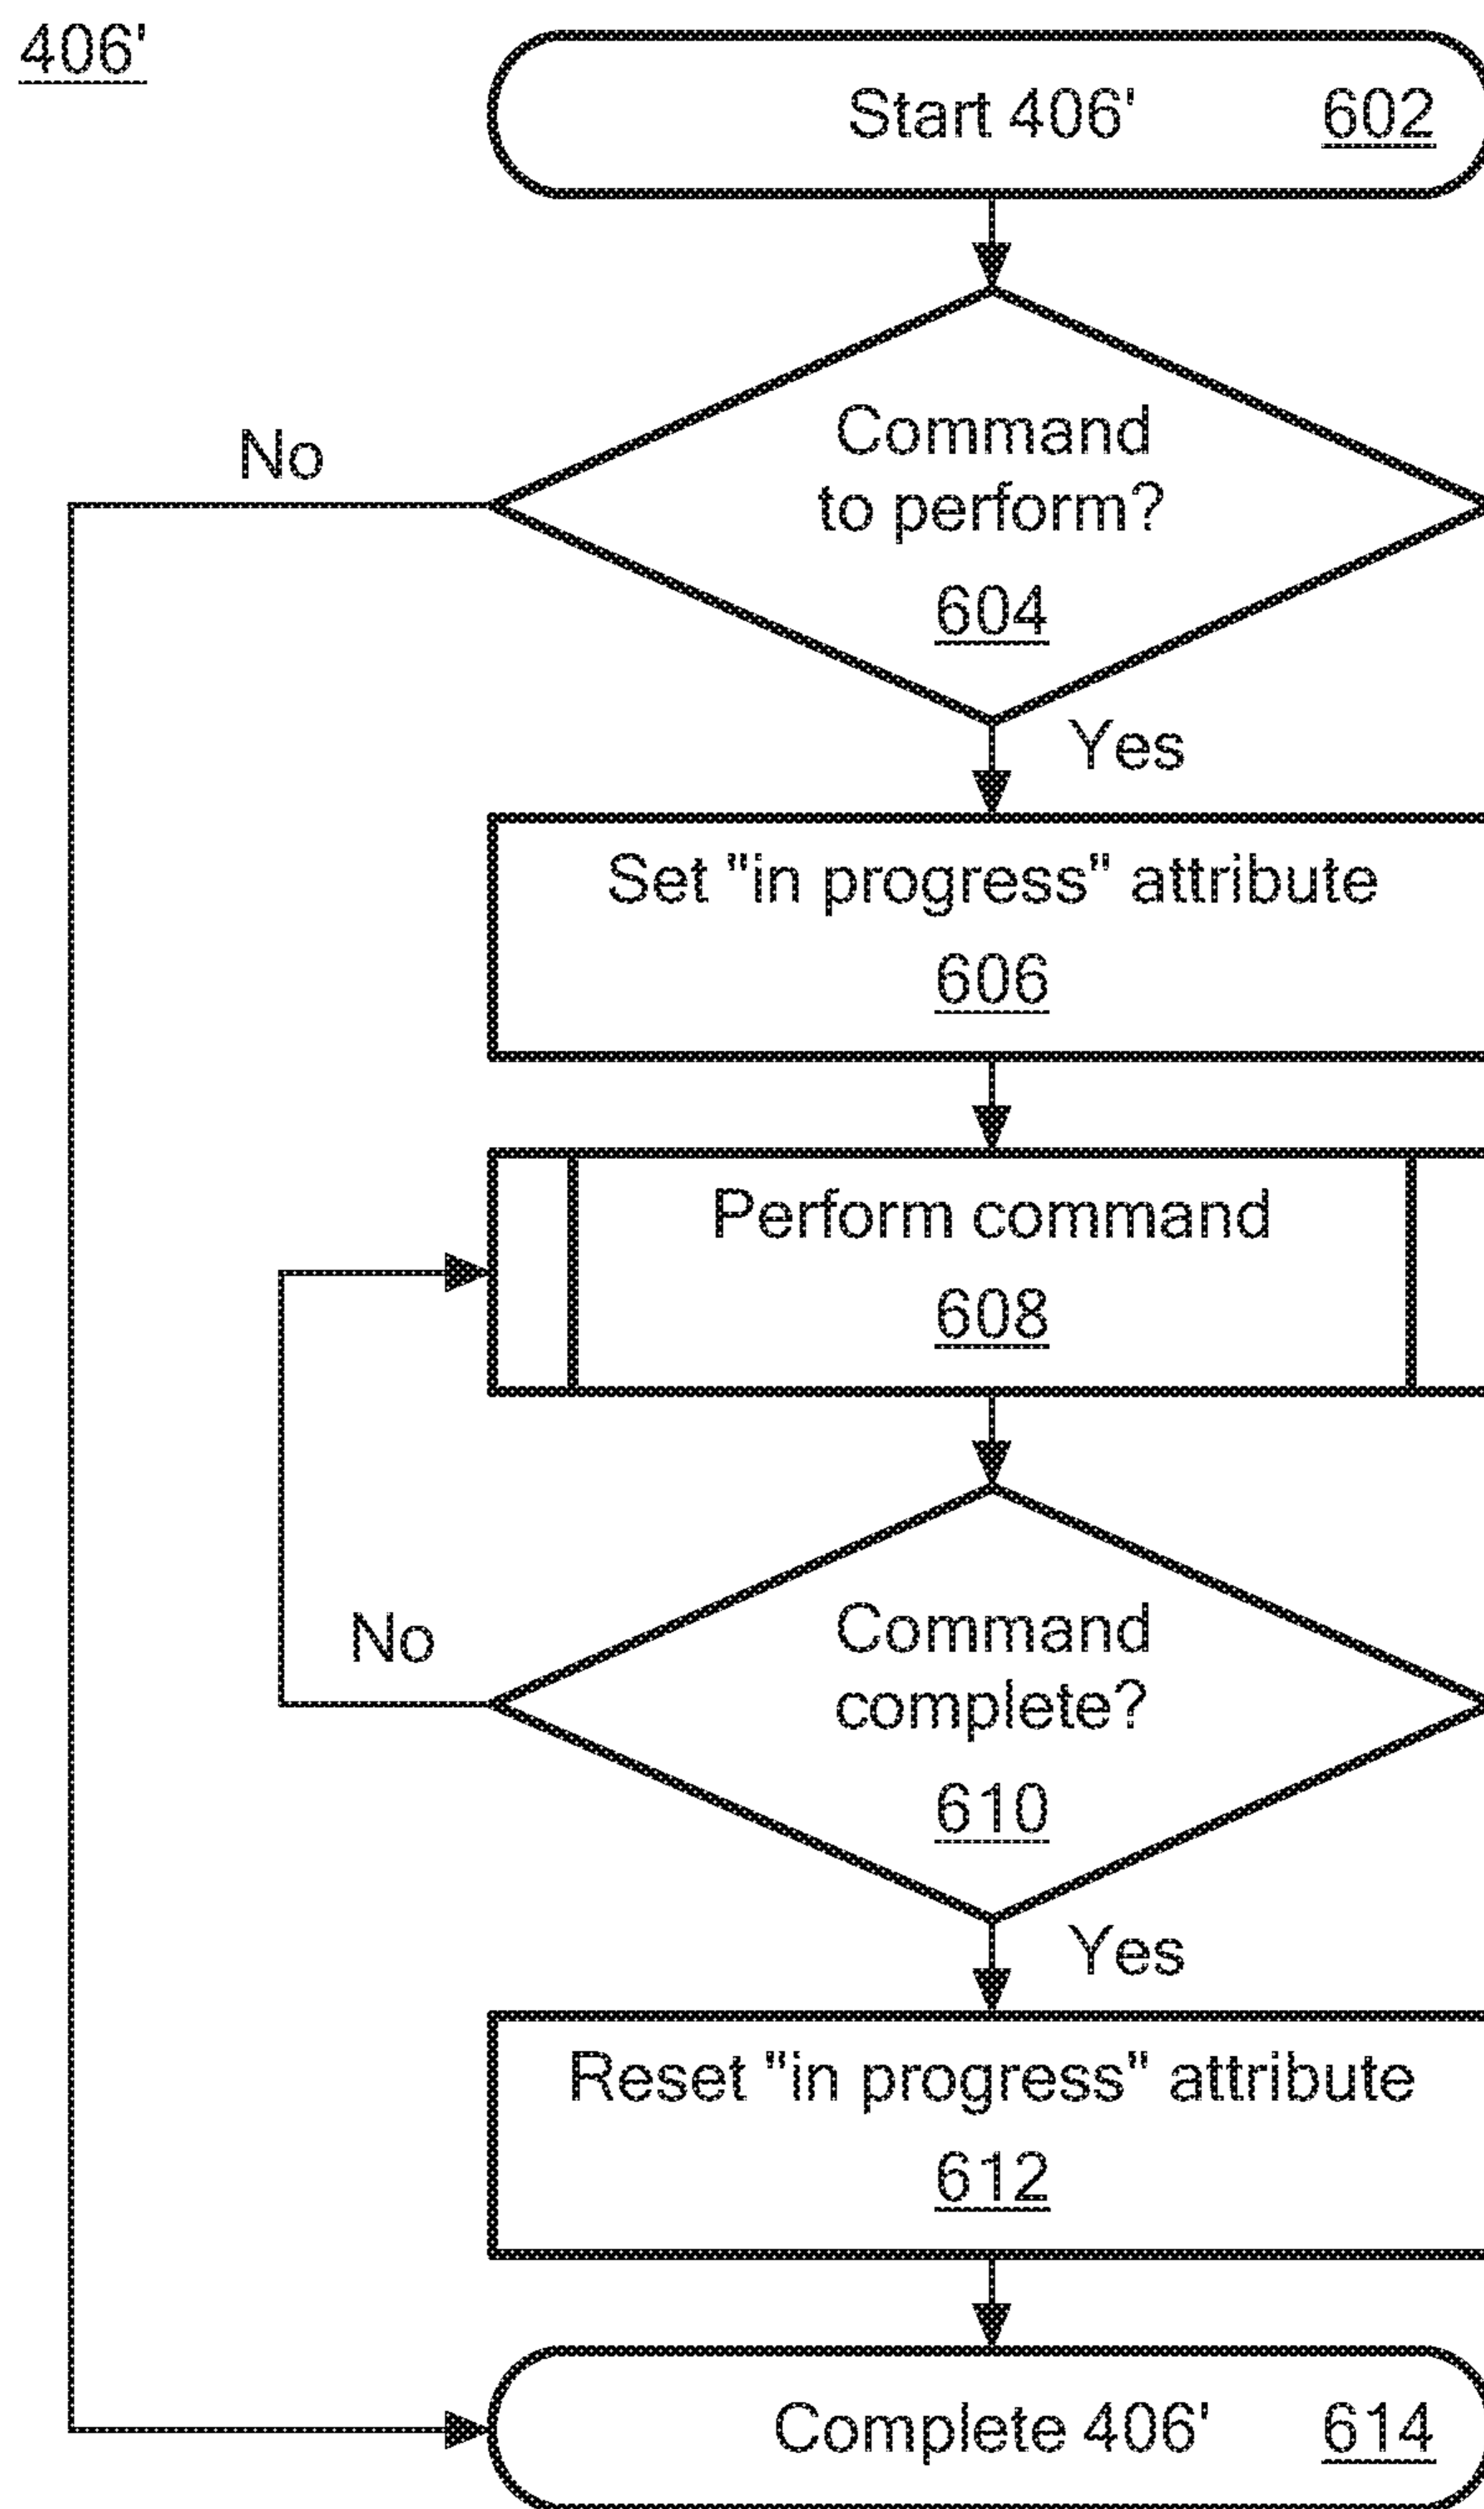 406'
Start 406' 602
Command
to perform?
604
No
Yes
Set "in progress" attribute
606
Perform command
608
Command
complete?
610
No
Yes
Reset "in progress" attribute
612
Complete 406' 614